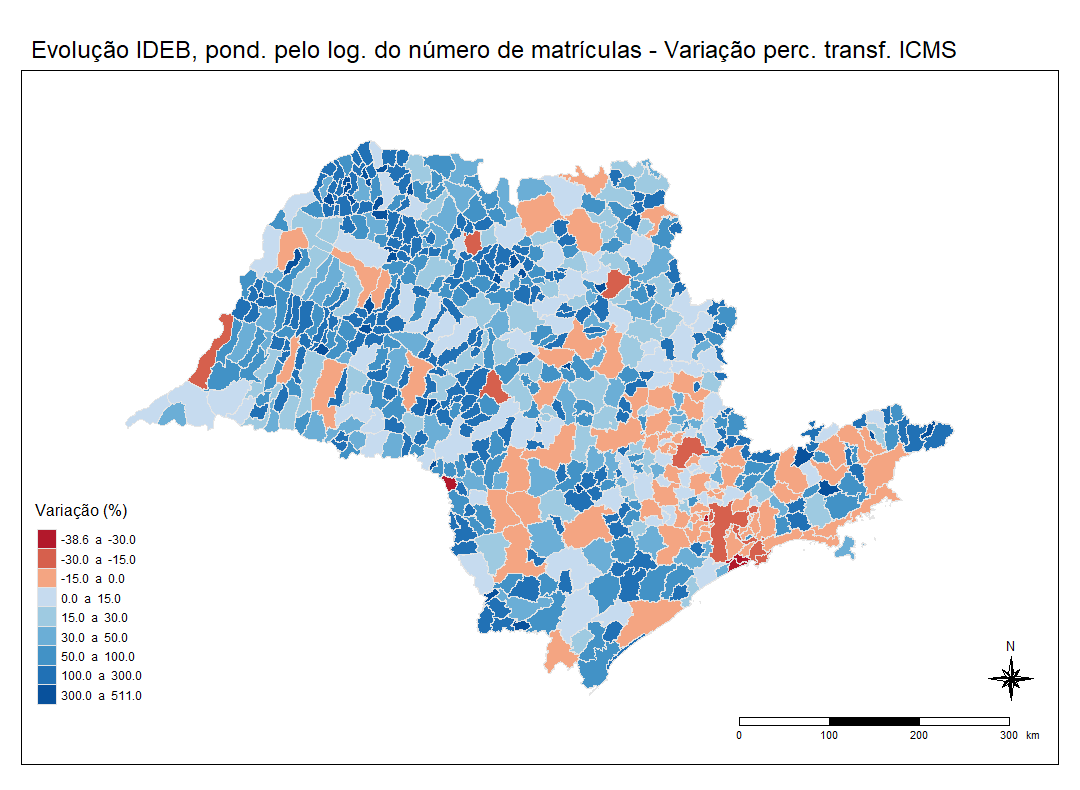 Evolução IDEB, pond. pelo log. do número de matrículas - Variação perc. transf. ICMS
Variação (%)
-38.6 a -30.0
-30.0 a -15.0
-15.0 a 0.0
0.0 a 15.0
15.0 a 30.0
30.0 a 50.0
50.0 a 100.0
100.0 a 300.0
300.0 a 511.0
N
0 100 200 300 km